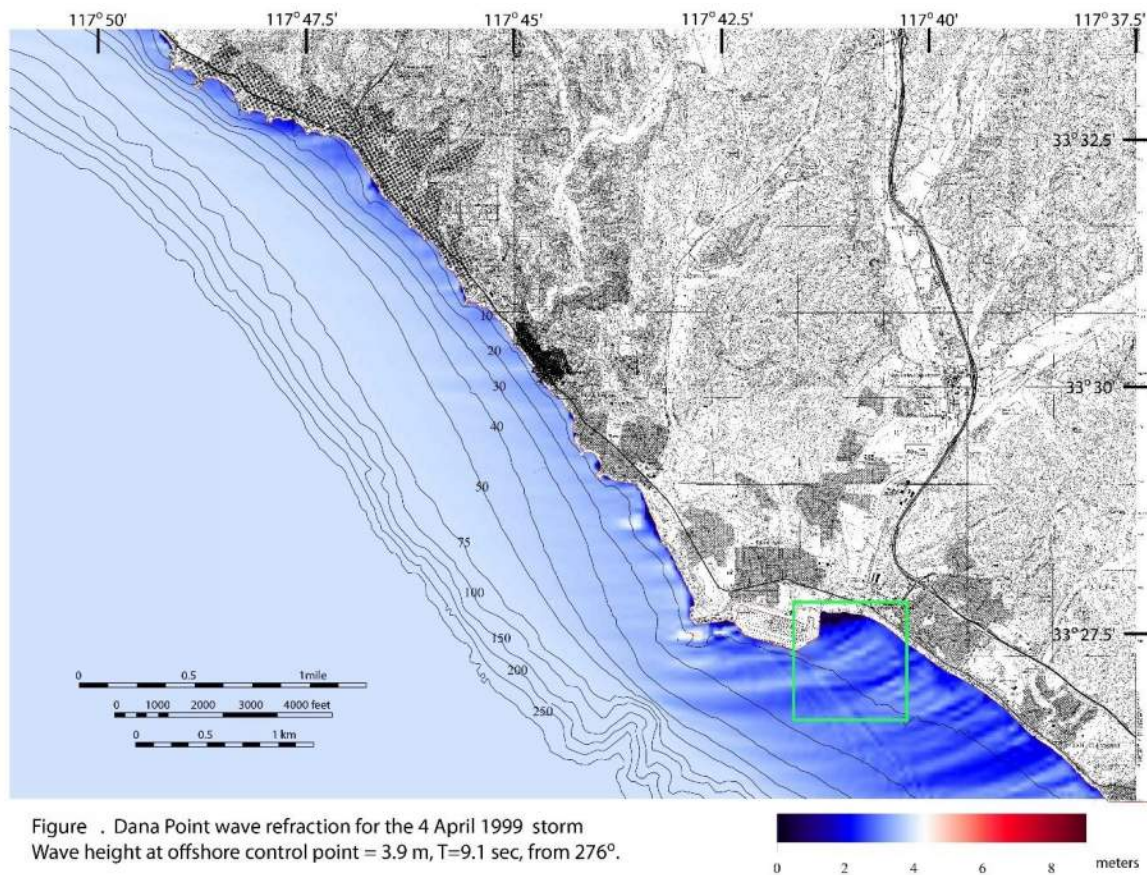 117°50' 117°47.5' 117°45' 117°42.5' 117°40' 117°37.5'
33°32.5'
10
20
30
33°30
40
50
75
100
33°27.5'
150
200
250
0 0.5 1mile
0 1000 2000 3000 4000 feet
0 0.5 1 km
Figure . Dana Point wave refraction for the 4 April 1999 storm
Wave height at offshore control point = 3.9 m, T=9.1 sec, from 276°.
0 2 4 6 8 meters